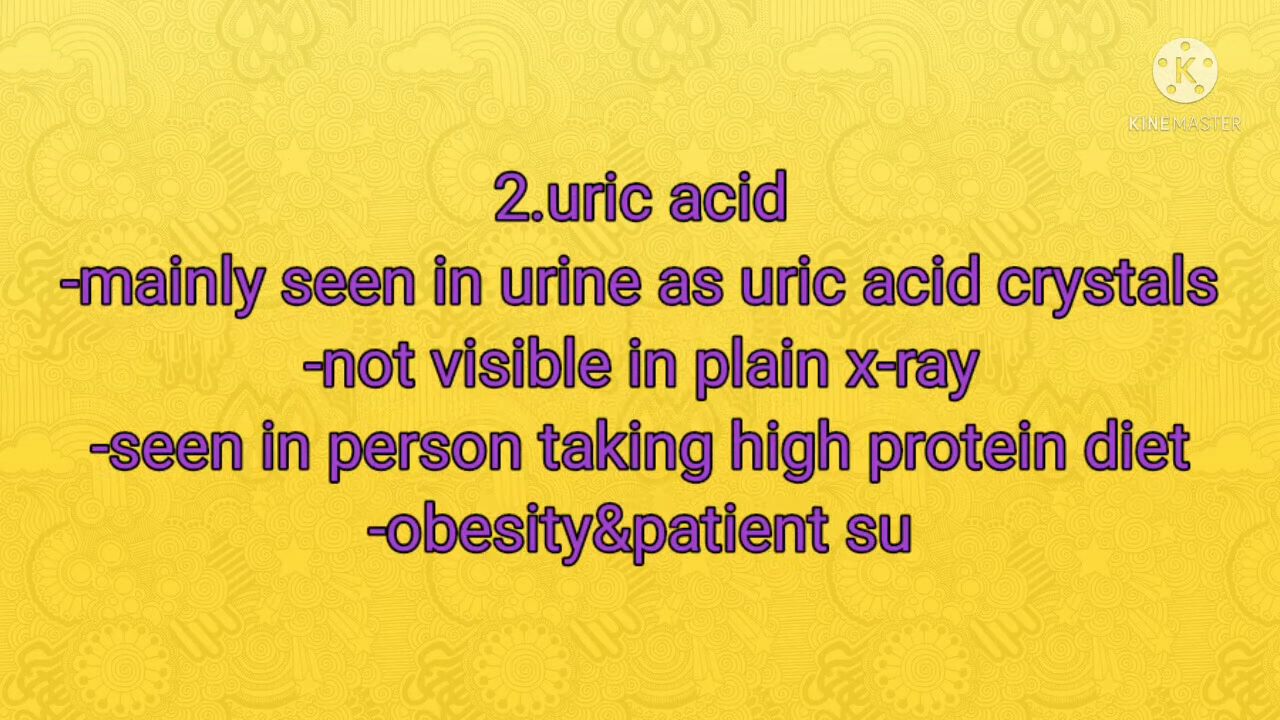 K
KINEMASTER
2.uric acid
-mainly seen in urine as uric acid crystals
-not visible in plain x-ray
-seen in person taking high protein diet
-obesity&patient su